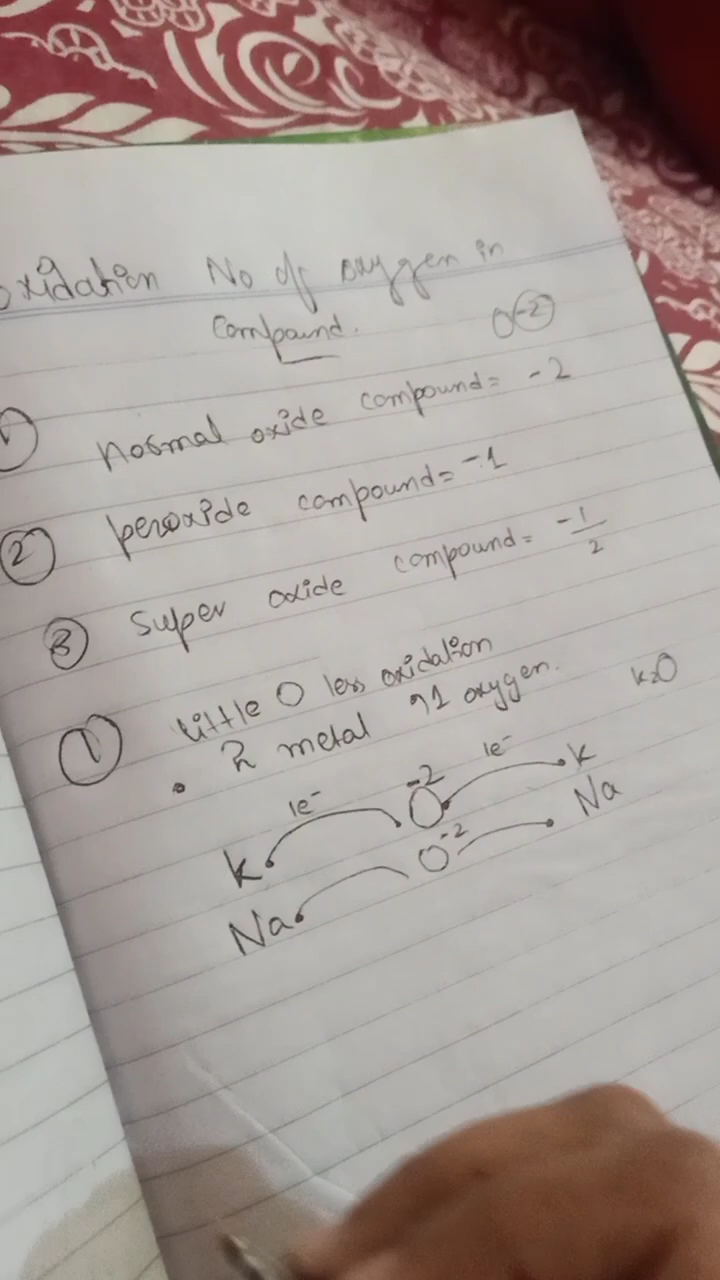 oxidation No of oxygen in
compound.
O -2
① normal oxide compound = -2
② peroxide compound = -1
③ super oxide compound = -1/2
① little O less oxidation
• 2 metal 1 oxygen. K2O
K 1e- O-2 1e- K
Na O-2 Na